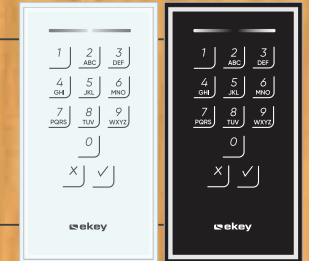 1 2 3
ABC DEF
4 5 6
GHI JKL MNO
7 8 9
PQRS TUV WXYZ
0
X ✓
ekey
1 2 3
ABC DEF
4 5 6
GHI JKL MNO
7 8 9
PQRS TUV WXYZ
0
X ✓
ekey